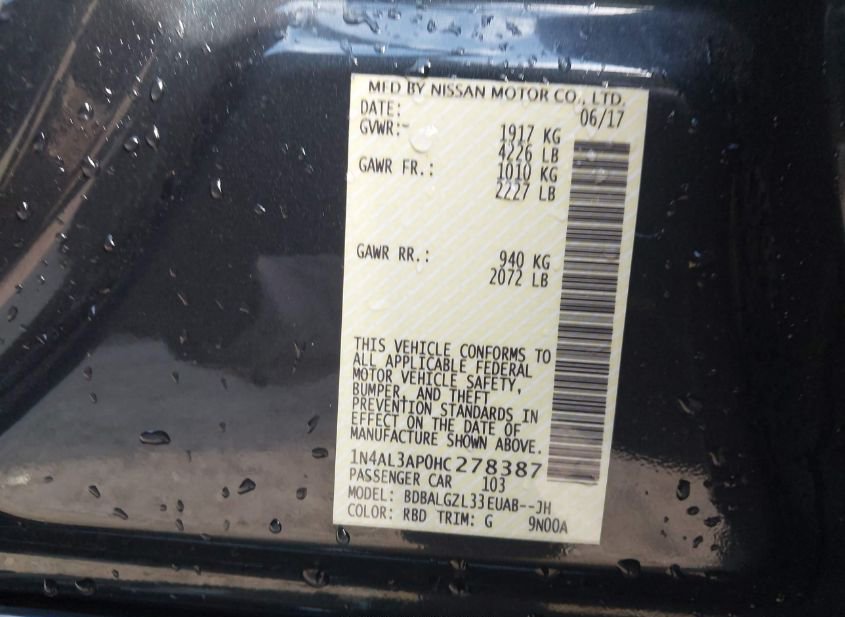 MFD BY NISSAN MOTOR CO., LTD.
DATE: 06/17
GVWR: 1917 KG
4226 LB
GAWR FR.: 1010 KG
2227 LB
GAWR RR.: 940 KG
2072 LB
THIS VEHICLE CONFORMS TO
ALL APPLICABLE FEDERAL
MOTOR VEHICLE SAFETY,
BUMPER, AND THEFT
PREVENTION STANDARDS IN
EFFECT ON THE DATE OF
MANUFACTURE SHOWN ABOVE.
1N4AL3AP0HC278387
PASSENGER CAR 103
MODEL: BDBALGZL33EUAB--JH
COLOR: RBD TRIM: G 9N00A